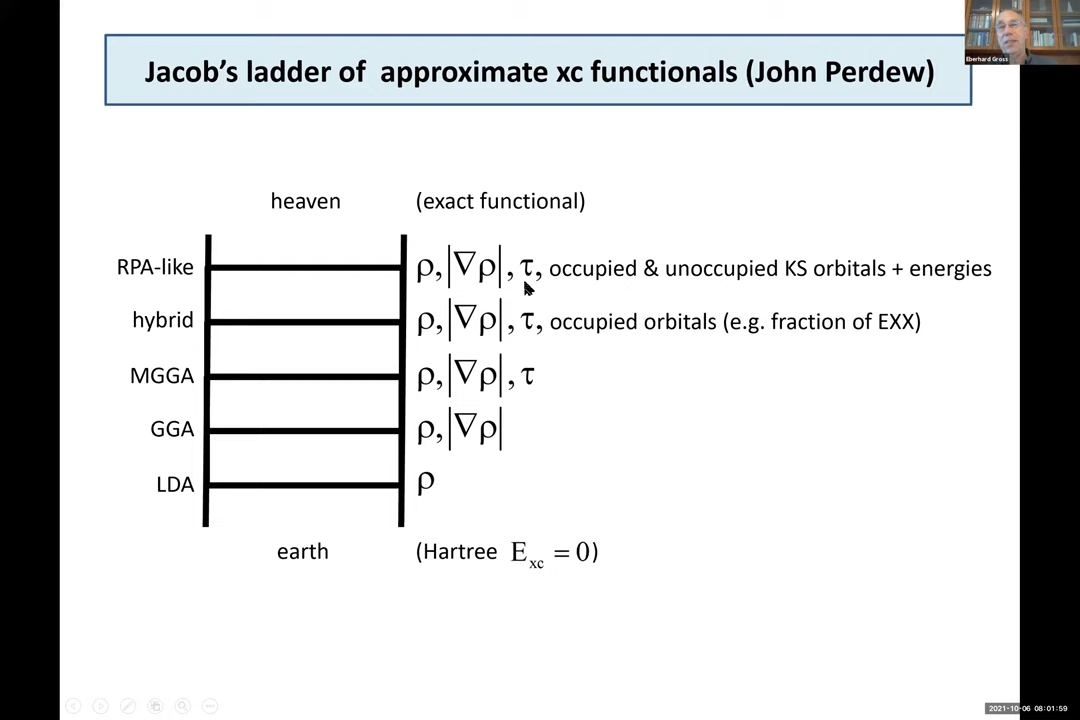 Eberhard Gross
Jacob's ladder of approximate xc functionals (John Perdew)
heaven (exact functional)
RPA-like ρ, |∇ρ|, τ, occupied & unoccupied KS orbitals + energies
hybrid ρ, |∇ρ|, τ, occupied orbitals (e.g. fraction of EXX)
MGGA ρ, |∇ρ|, τ
GGA ρ, |∇ρ|
LDA ρ
earth (Hartree E_xc = 0)
2021-10-06 08:01:59